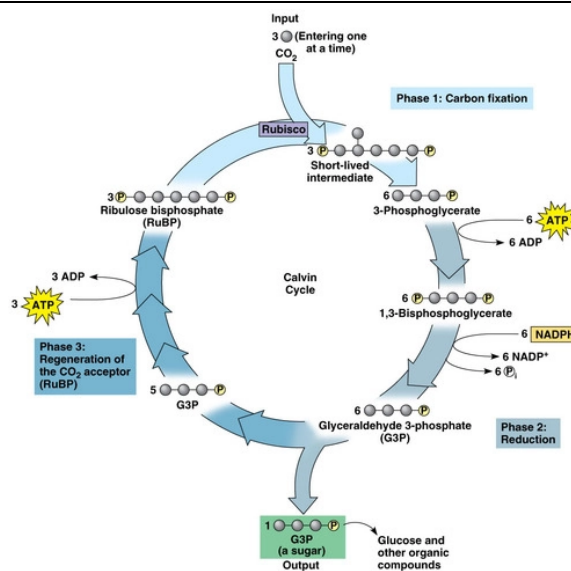 Input
3 (Entering one
at a time)
CO2
Phase 1: Carbon fixation
Rubisco
3 P P
Short-lived
intermediate
3 P P
Ribulose bisphosphate
(RuBP)
6 P
3-Phosphoglycerate
6 ATP
6 ADP
3 ADP
3 ATP
Calvin
Cycle
6 P P
1,3-Bisphosphoglycerate
6 NADPH
6 NADP+
6 Pi
Phase 3:
Regeneration of
the CO2 acceptor
(RuBP)
5 P
G3P
6 P
Glyceraldehyde 3-phosphate
(G3P)
Phase 2:
Reduction
1 P
G3P
(a sugar)
Output
Glucose and
other organic
compounds